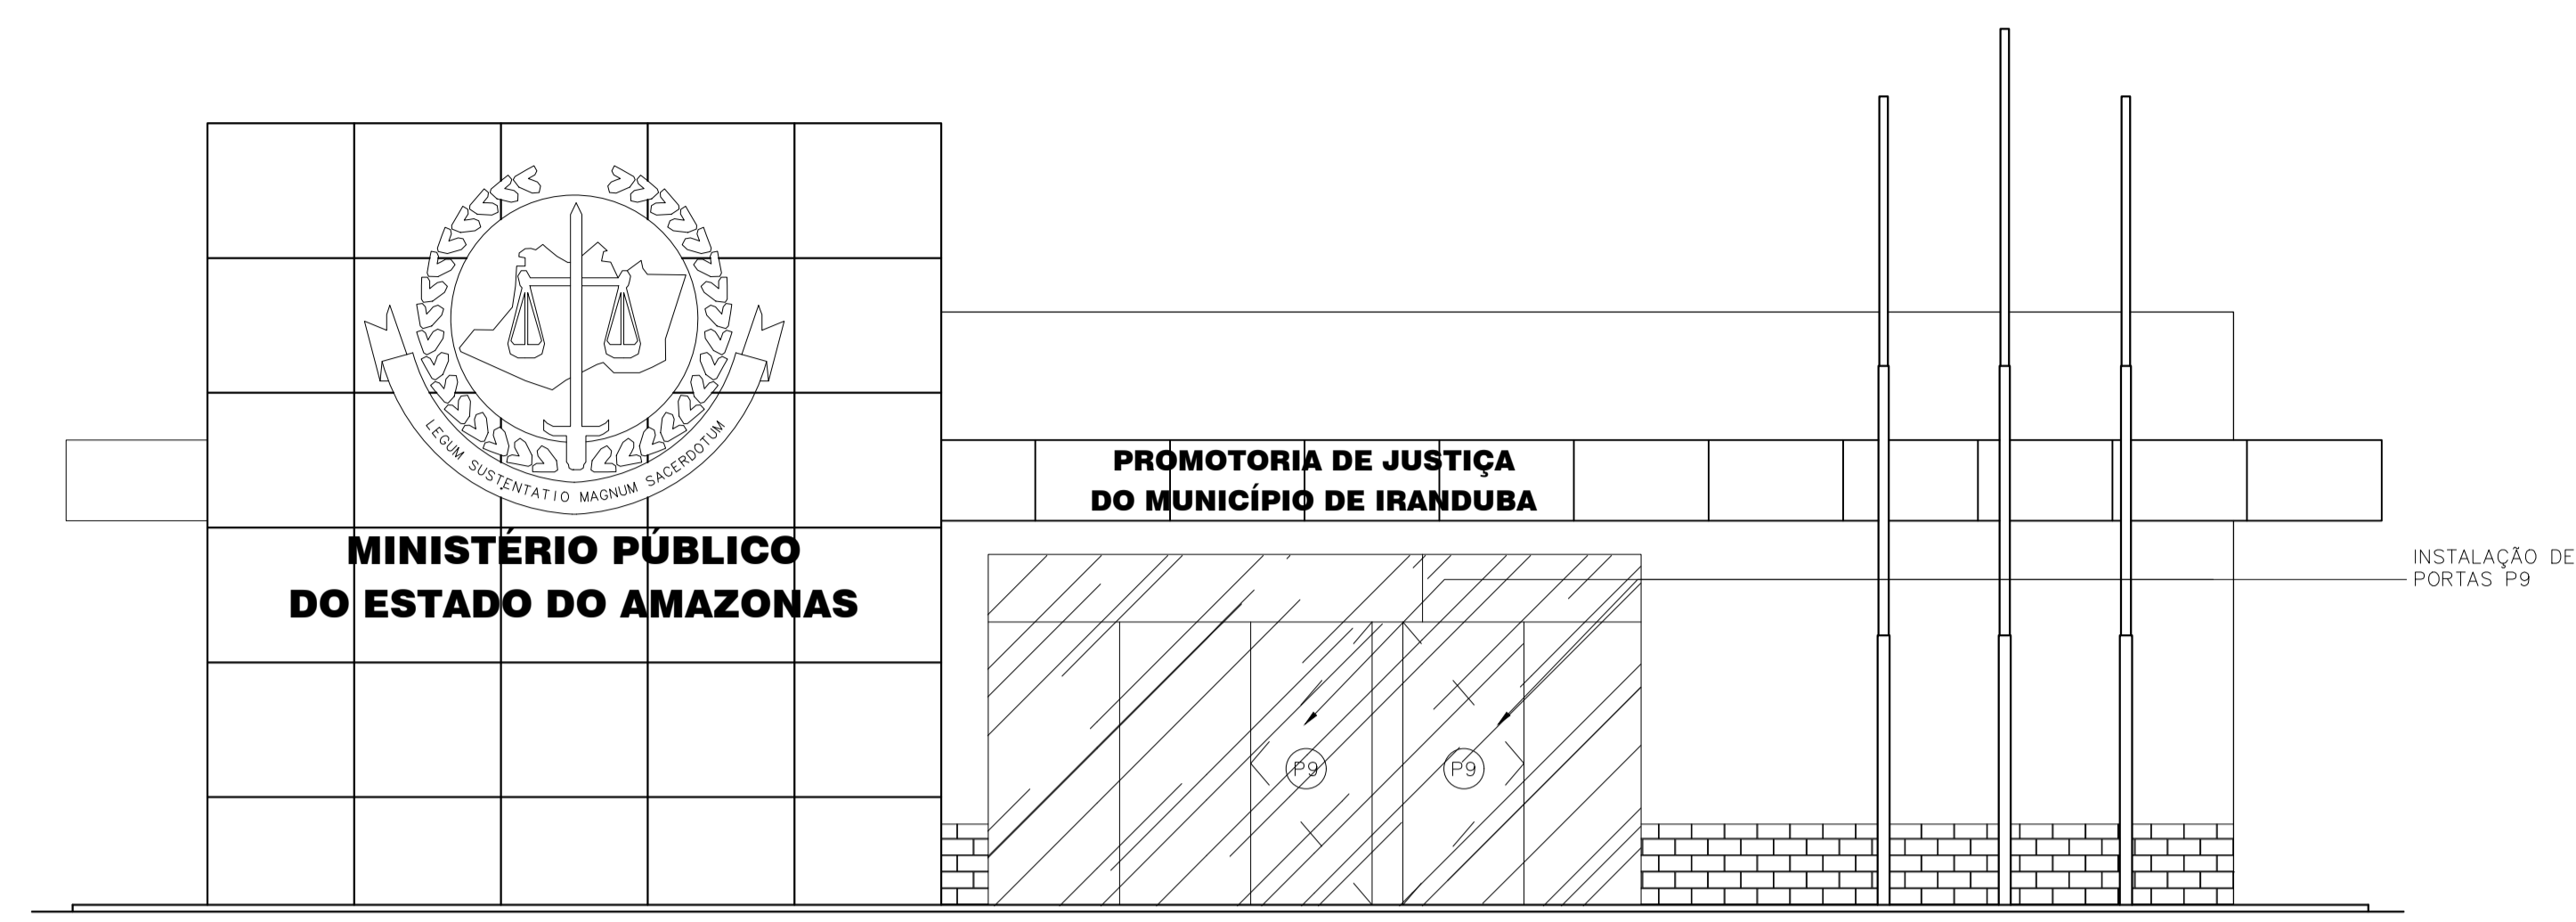 LEGUM SUSTENTATIO MAGNUM SACERDOTUM
MINISTÉRIO PÚBLICO
DO ESTADO DO AMAZONAS
PROMOTORIA DE JUSTIÇA
DO MUNICÍPIO DE IRANDUBA
INSTALAÇÃO DE
PORTAS P9
P9
P9